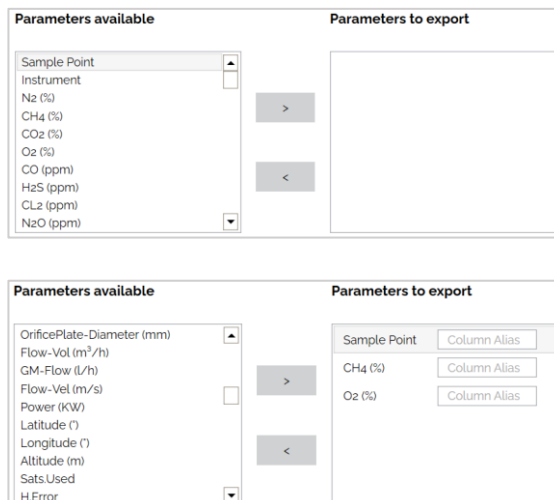 Parameters available
Parameters to export
Sample Point
Instrument
N2 (%)
CH4 (%)
CO2 (%)
O2 (%)
CO (ppm)
H2S (ppm)
CL2 (ppm)
N2O (ppm)
>
<
Parameters available
Parameters to export
OrificePlate-Diameter (mm)
Flow-Vol (m³/h)
GM-Flow (l/h)
Flow-Vel (m/s)
Power (KW)
Latitude (°)
Longitude (°)
Altitude (m)
Sats.Used
H.Error
>
<
Sample Point Column Alias
CH4 (%) Column Alias
O2 (%) Column Alias